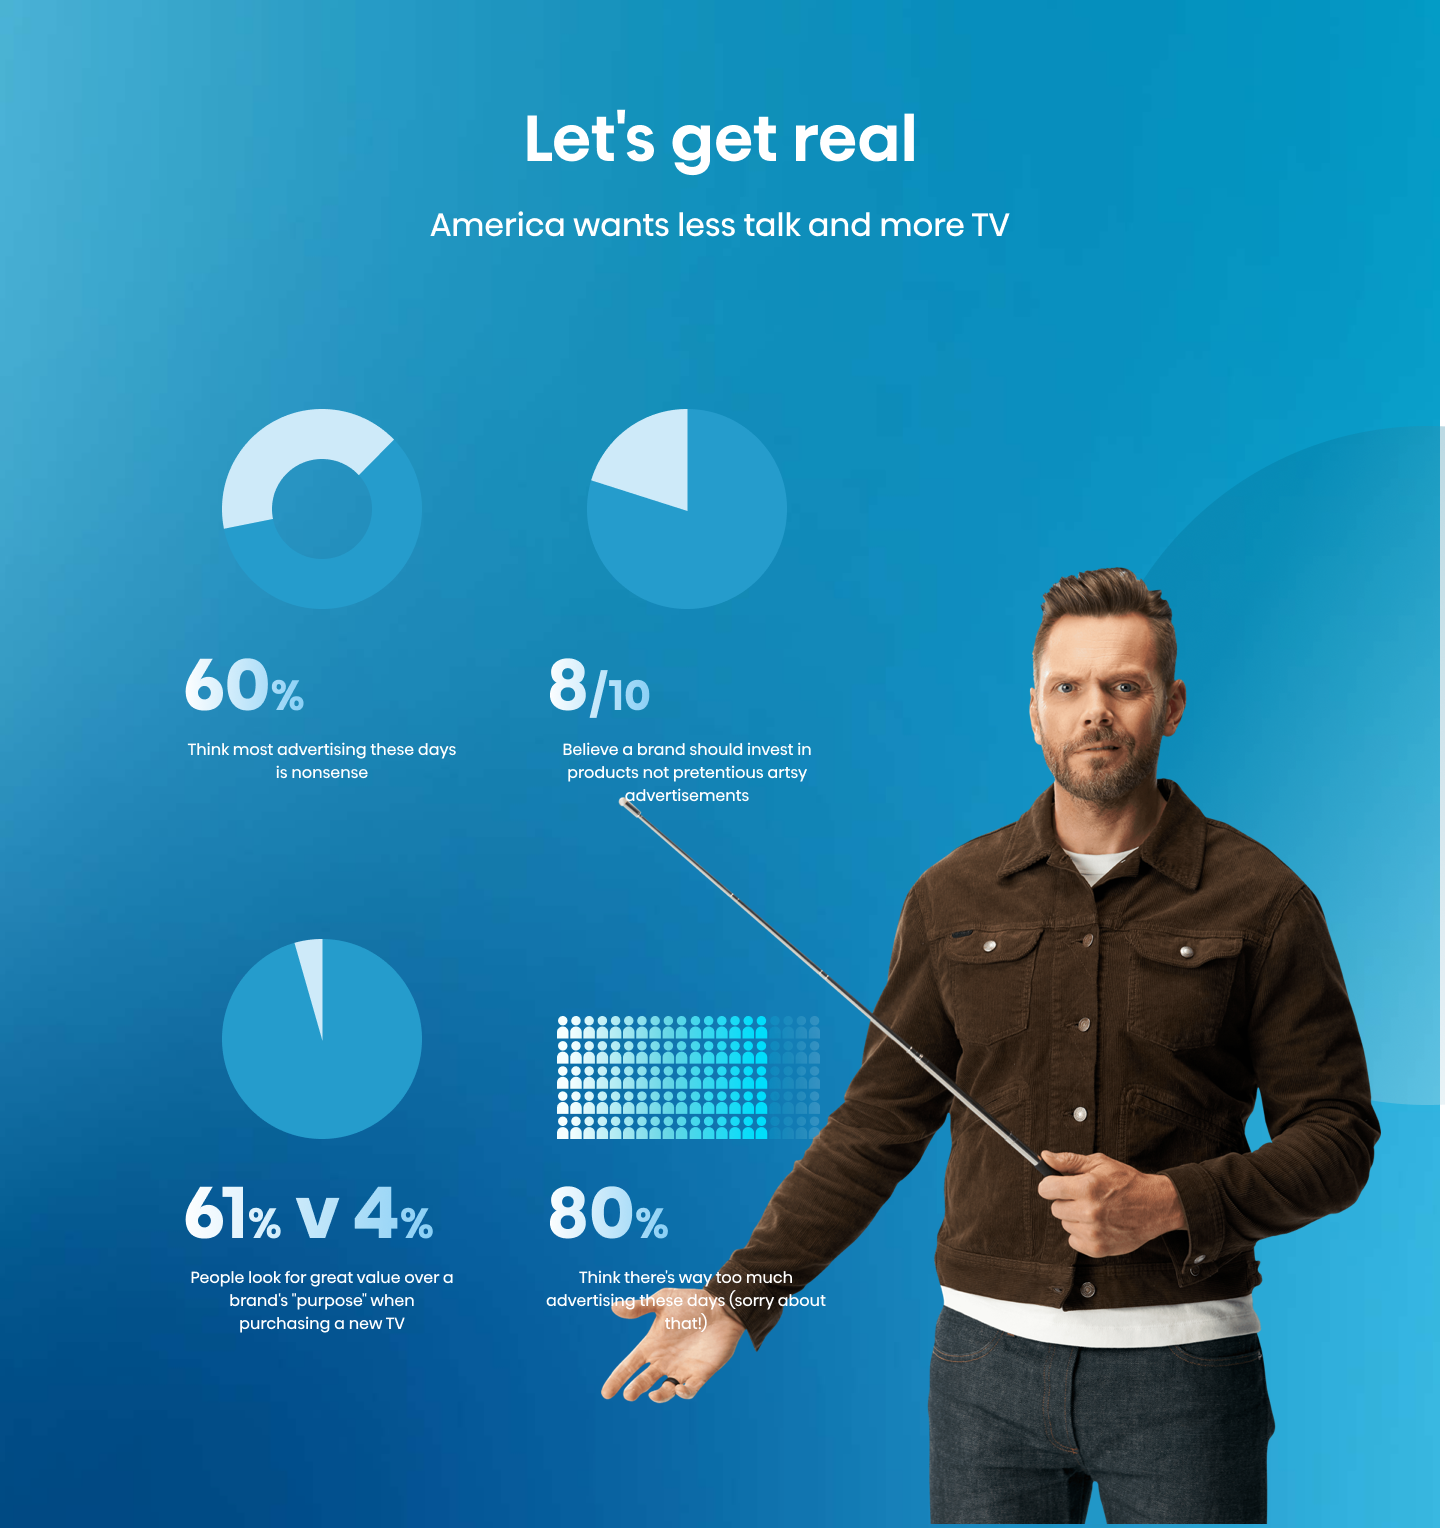 Let's get real
America wants less talk and more TV
60%
Think most advertising these days
is nonsense
8/10
Believe a brand should invest in
products not pretentious artsy
advertisements
61% v 4%
People look for great value over a
brand's "purpose" when
purchasing a new TV
80%
Think there's way too much
advertising these days (sorry about
that!)